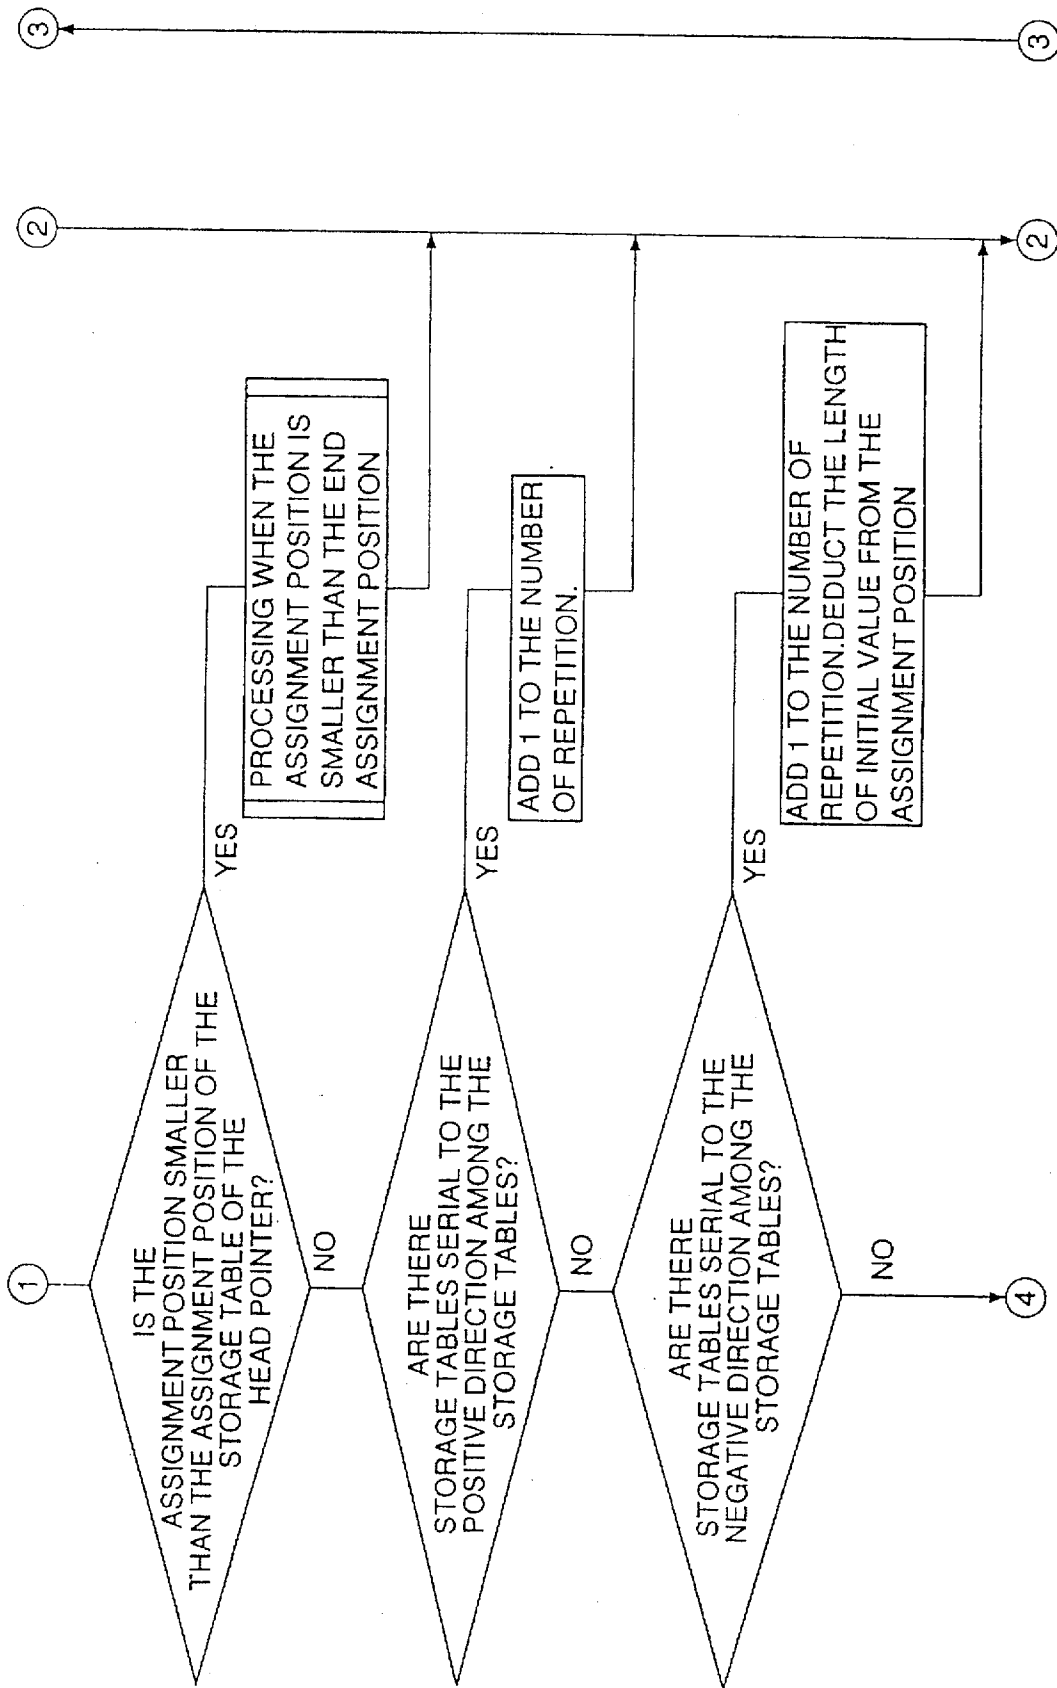 1
2
3
IS THE
ASSIGNMENT POSITION SMALLER
THAN THE ASSIGNMENT POSITION OF THE
STORAGE TABLE OF THE
HEAD POINTER?
YES
PROCESSING WHEN THE
ASSIGNMENT POSITION IS
SMALLER THAN THE END
ASSIGNMENT POSITION
NO
ARE THERE
STORAGE TABLES SERIAL TO THE
POSITIVE DIRECTION AMONG THE
STORAGE TABLES?
YES
ADD 1 TO THE NUMBER
OF REPETITION.
NO
ARE THERE
STORAGE TABLES SERIAL TO THE
NEGATIVE DIRECTION AMONG THE
STORAGE TABLES?
YES
ADD 1 TO THE NUMBER OF
REPETITION.DEDUCT THE LENGTH
OF INITIAL VALUE FROM THE
ASSIGNMENT POSITION
NO
4
2
3